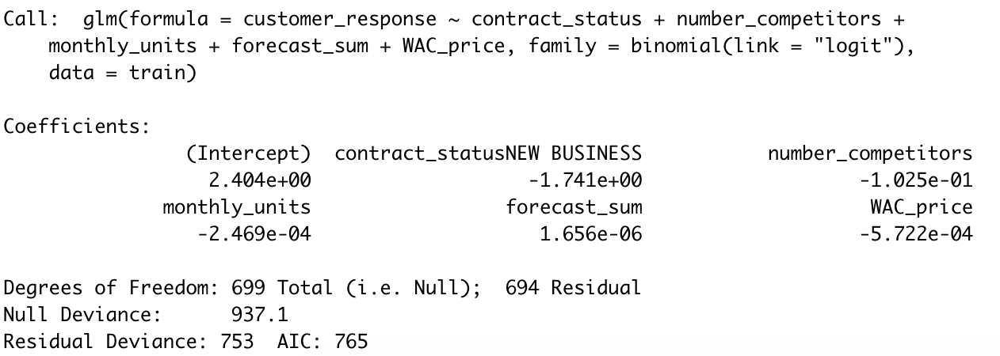 Call:  glm(formula = customer_response ~ contract_status + number_competitors +
    monthly_units + forecast_sum + WAC_price, family = binomial(link = "logit"),
    data = train)

Coefficients:
               (Intercept)  contract_statusNEW BUSINESS           number_competitors
                 2.404e+00                   -1.741e+00                   -1.025e-01
             monthly_units                 forecast_sum                    WAC_price
                -2.469e-04                    1.656e-06                   -5.722e-04

Degrees of Freedom: 699 Total (i.e. Null);  694 Residual
Null Deviance:      937.1
Residual Deviance: 753  AIC: 765